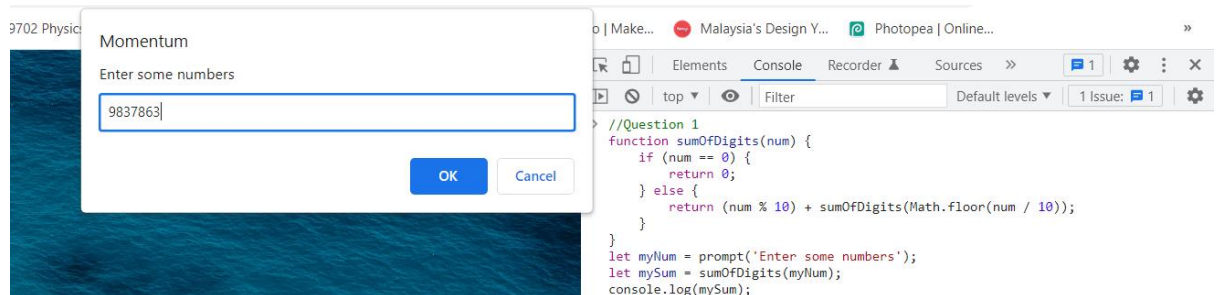 9702 Physics
o | Make...
Malaysia's Design Y...
Photopea | Online...
»
Momentum
Enter some numbers
9837863
OK
Cancel
Elements
Console
Recorder
Sources
»
1
top ▼
Filter
Default levels ▼
1 Issue:
1
> //Question 1
function sumOfDigits(num) {
if (num == 0) {
return 0;
} else {
return (num % 10) + sumOfDigits(Math.floor(num / 10));
}
}
let myNum = prompt('Enter some numbers');
let mySum = sumOfDigits(myNum);
console.log(mySum);